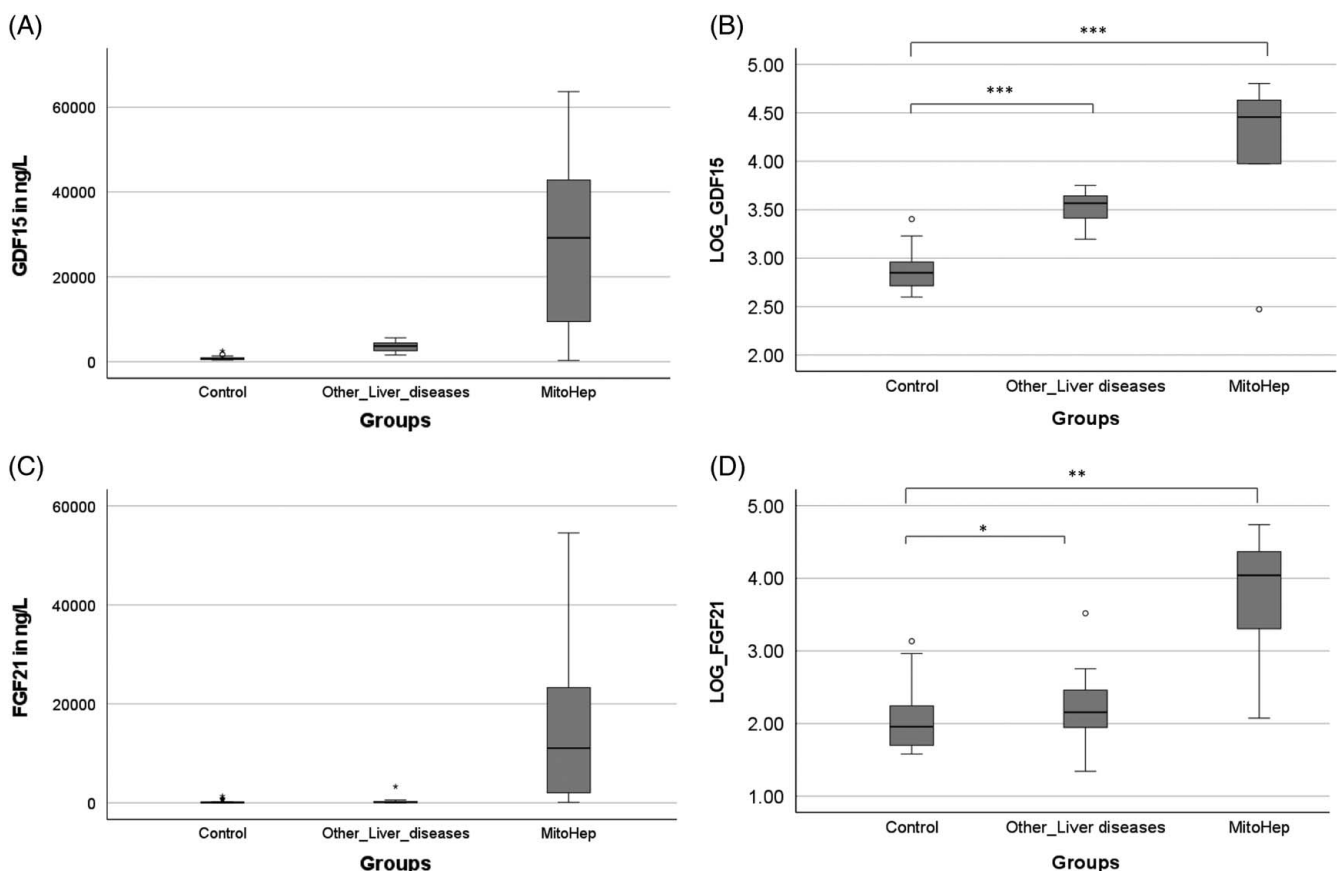 (A)
GDF15 in ng/L
60000
40000
20000
0
Control
Other_Liver_diseases
MitoHep
Groups
(B)
***
***
LOG_GDF15
5.00
4.50
4.00
3.50
3.00
2.50
2.00
Control
Other_Liver diseases
MitoHep
Groups
(C)
FGF21 in ng/L
60000
40000
20000
0
Control
Other_Liver_diseases
MitoHep
Groups
(D)
**
*
LOG_FGF21
5.00
4.00
3.00
2.00
1.00
Control
Other_Liver diseases
MitoHep
Groups